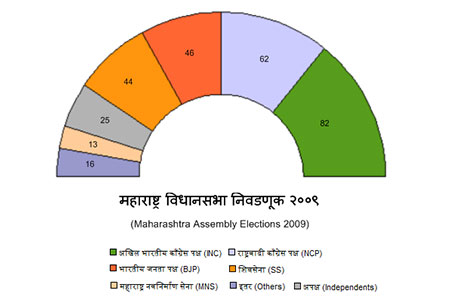 46
62
44
82
25
13
16
महाराष्ट्र विधानसभा निवडणूक २००९
(Maharashtra Assembly Elections 2009)
अखिल भारतीय काँग्रेस पक्ष (INC) राष्ट्रवादी काँग्रेस पक्ष (NCP)
भारतीय जनता पक्ष (BJP) शिवसेना (SS)
महाराष्ट्र नवनिर्माण सेना (MNS) इतर (Others) अपक्ष (Independents)